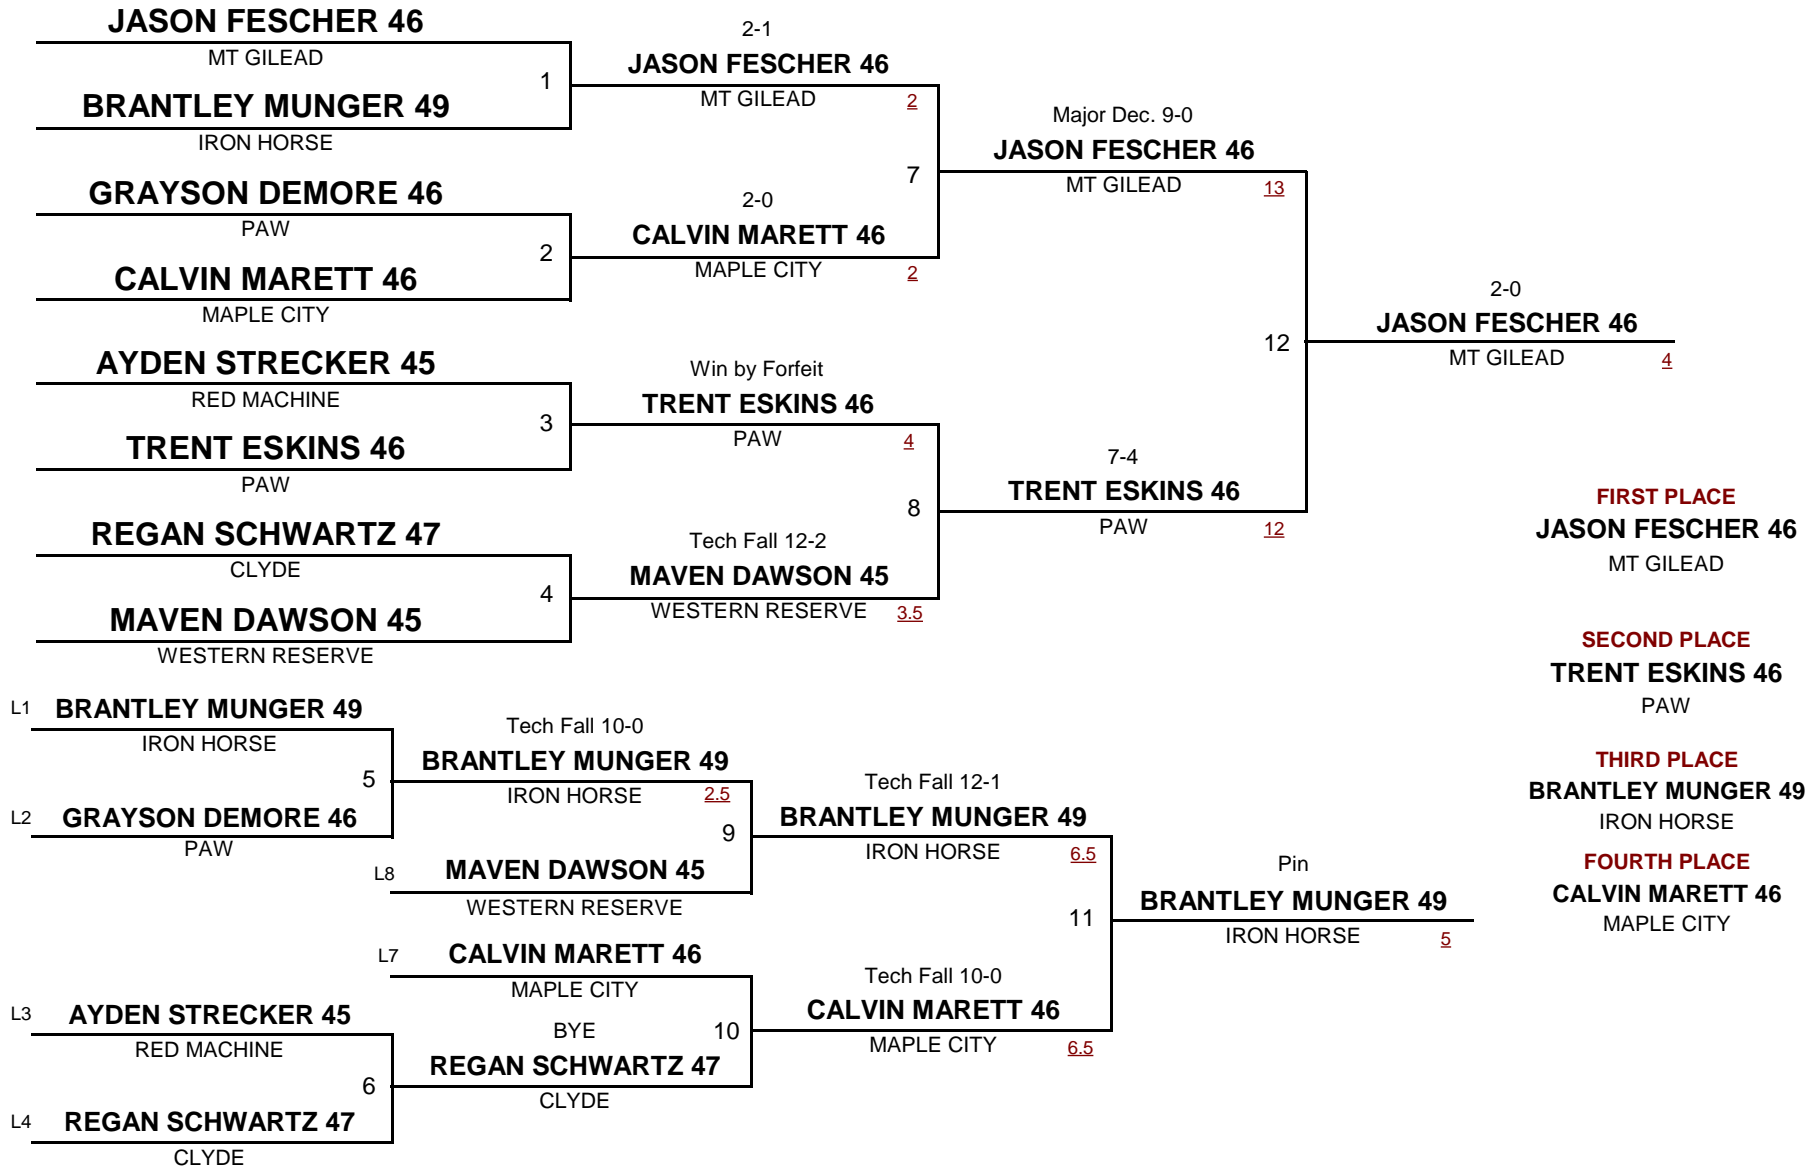 JASON FESCHER 46
MT GILEAD
1
BRANTLEY MUNGER 49
IRON HORSE
GRAYSON DEMORE 46
PAW
2
CALVIN MARETT 46
MAPLE CITY
AYDEN STRECKER 45
RED MACHINE
3
TRENT ESKINS 46
PAW
REGAN SCHWARTZ 47
CLYDE
4
MAVEN DAWSON 45
WESTERN RESERVE
2-1
JASON FESCHER 46
MT GILEAD 2
7
2-0
CALVIN MARETT 46
MAPLE CITY 2
Win by Forfeit
TRENT ESKINS 46
PAW 4
8
Tech Fall 12-2
MAVEN DAWSON 45
WESTERN RESERVE 3.5
Major Dec. 9-0
JASON FESCHER 46
MT GILEAD 13
12
7-4
TRENT ESKINS 46
PAW 12
2-0
JASON FESCHER 46
MT GILEAD 4
FIRST PLACE
JASON FESCHER 46
MT GILEAD
SECOND PLACE
TRENT ESKINS 46
PAW
THIRD PLACE
BRANTLEY MUNGER 49
IRON HORSE
FOURTH PLACE
CALVIN MARETT 46
MAPLE CITY
L1 BRANTLEY MUNGER 49
IRON HORSE
5
L2 GRAYSON DEMORE 46
PAW
L3 AYDEN STRECKER 45
RED MACHINE
6
L4 REGAN SCHWARTZ 47
CLYDE
Tech Fall 10-0
BRANTLEY MUNGER 49
IRON HORSE 2.5
9
L8 MAVEN DAWSON 45
WESTERN RESERVE
L7 CALVIN MARETT 46
MAPLE CITY
BYE 10
REGAN SCHWARTZ 47
CLYDE
Tech Fall 12-1
BRANTLEY MUNGER 49
IRON HORSE 6.5
11
Tech Fall 10-0
CALVIN MARETT 46
MAPLE CITY 6.5
Pin
BRANTLEY MUNGER 49
IRON HORSE 5